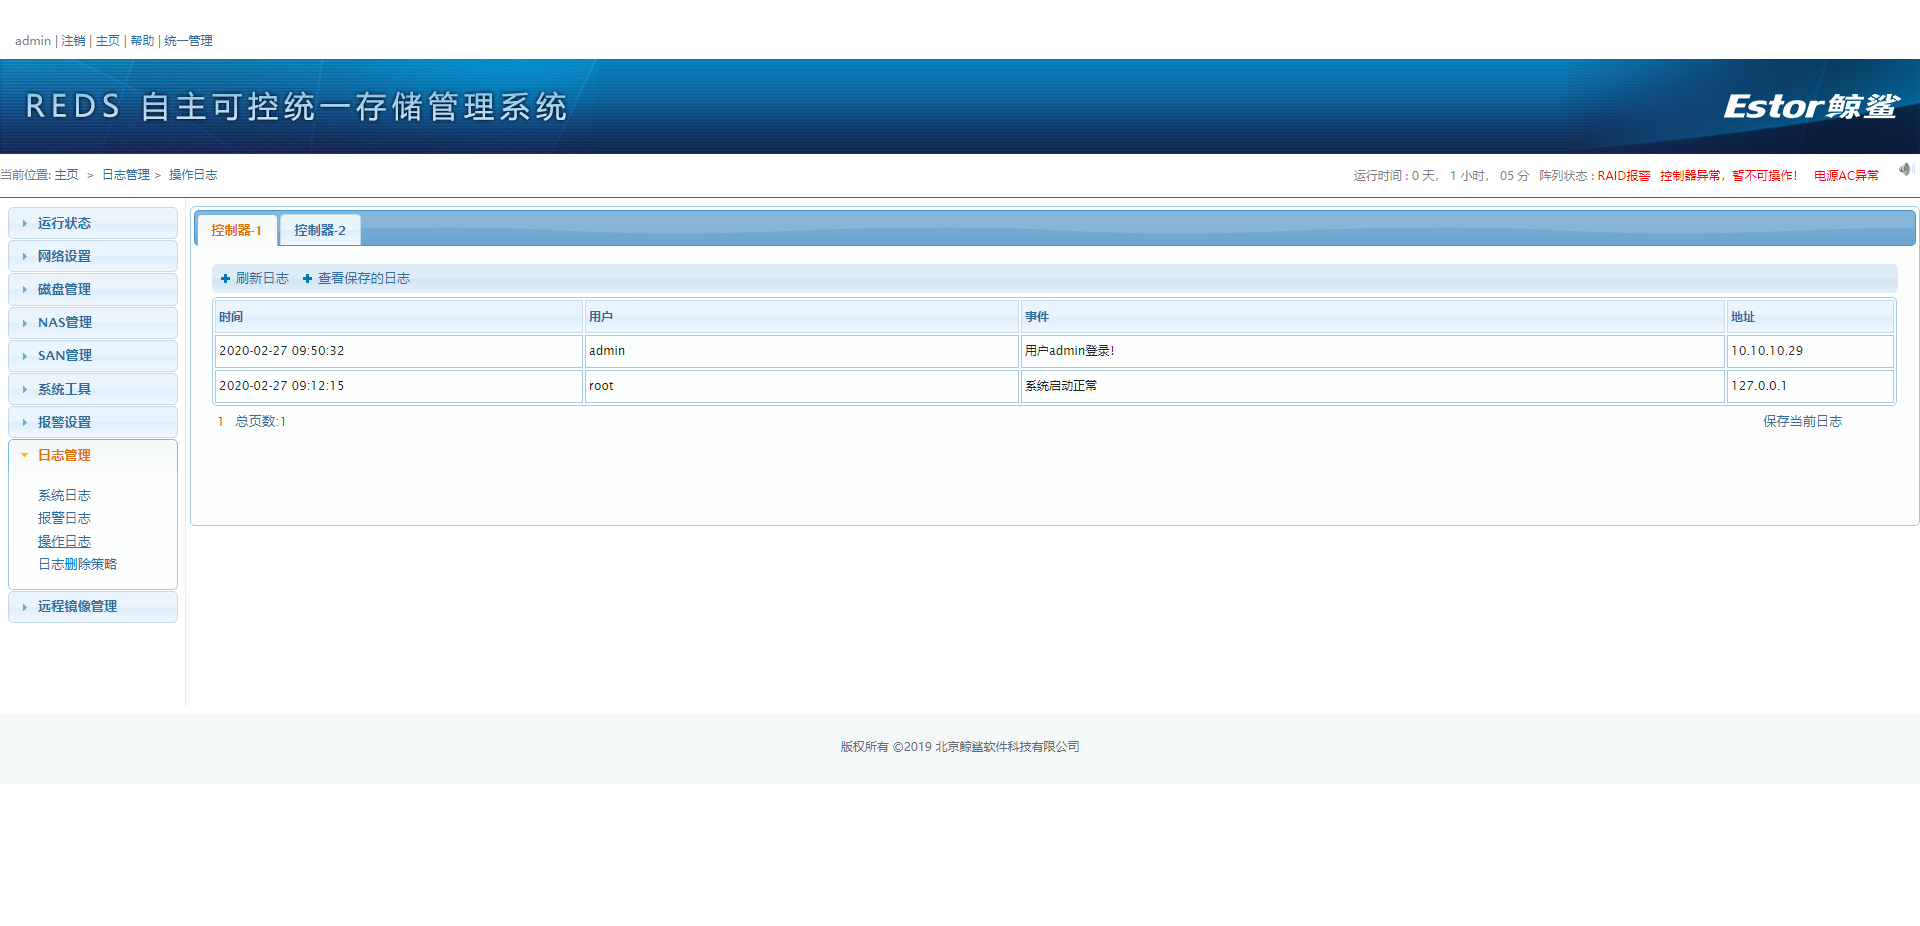 admin | 注销 | 主页 | 帮助 | 统一管理
REDS 自主可控统一存储管理系统
Estor鲸鲨
当前位置: 主页 > 日志管理 > 操作日志
运行时间 : 0 天, 1 小时, 05 分 阵列状态 : RAID报警 控制器异常，暂不可操作! 电源AC异常
运行状态
网络设置
磁盘管理
NAS管理
SAN管理
系统工具
报警设置
日志管理
系统日志
报警日志
操作日志
日志删除策略
远程镜像管理
控制器-1 控制器-2
刷新日志 查看保存的日志
时间 用户 事件 地址
2020-02-27 09:50:32 admin 用户admin登录! 10.10.10.29
2020-02-27 09:12:15 root 系统启动正常 127.0.0.1
1 总页数:1 保存当前日志
版权所有 ©2019 北京鲸鲨软件科技有限公司